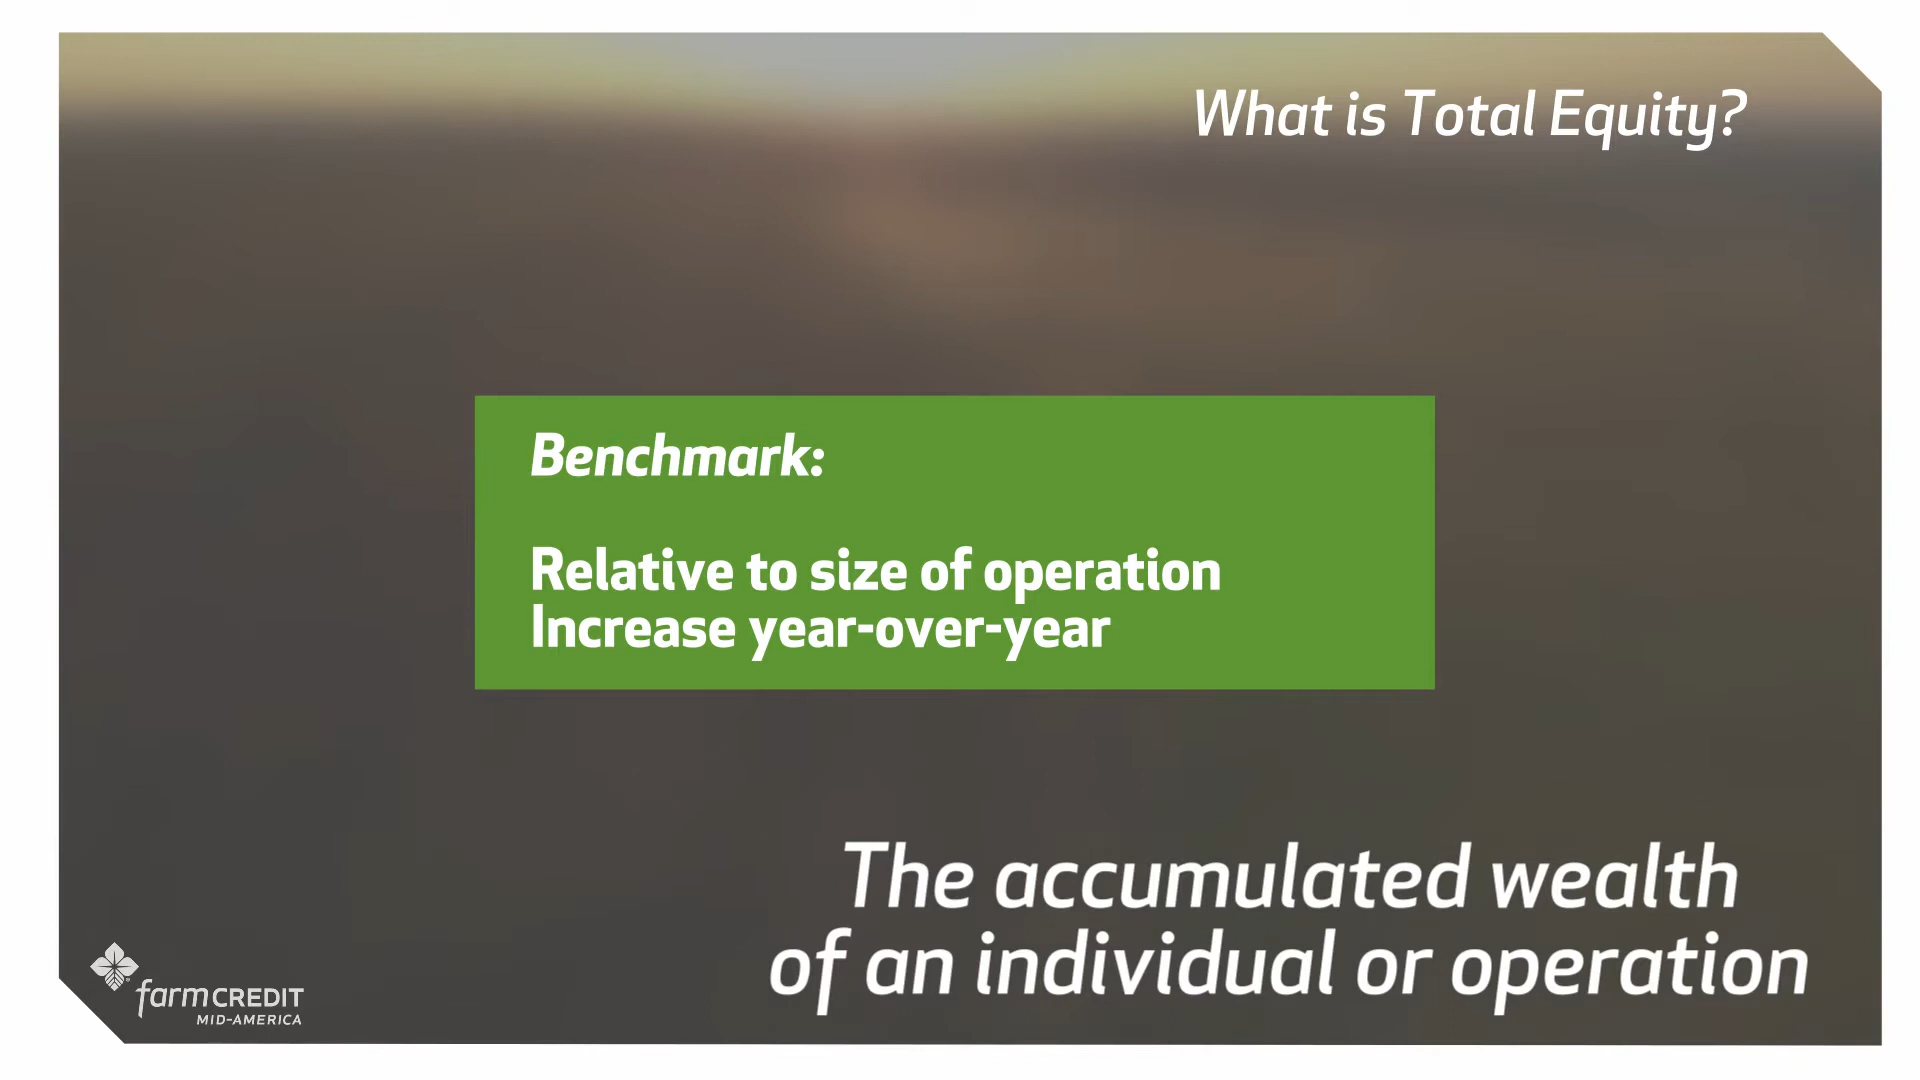 What is Total Equity?
Benchmark:
Relative to size of operation
Increase year-over-year
The accumulated wealth
of an individual or operation
farm CREDIT
MID-AMERICA